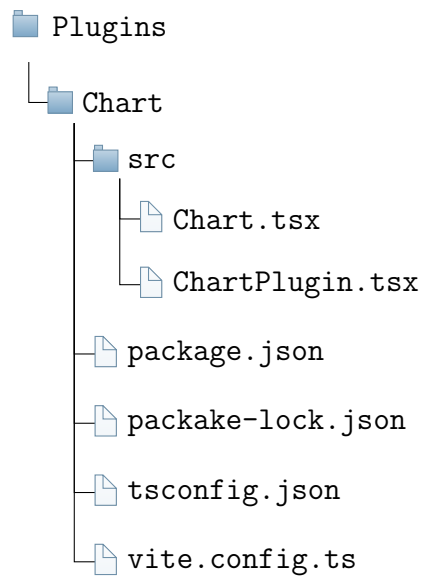 Plugins
Chart
src
Chart.tsx
ChartPlugin.tsx
package.json
packake-lock.json
tsconfig.json
vite.config.ts